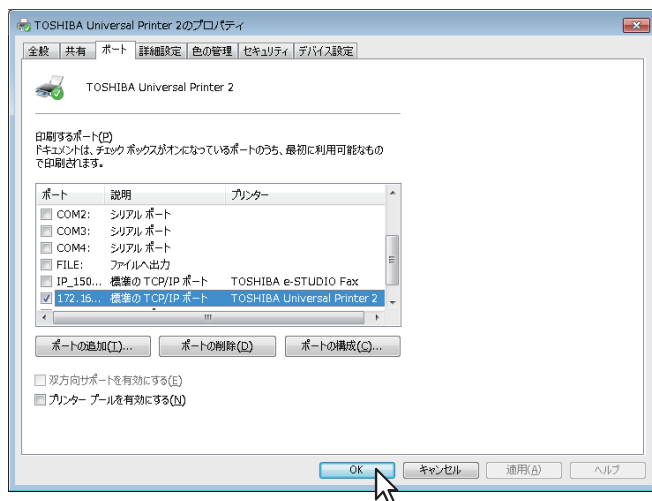 TOSHIBA Universal Printer 2のプロパティ
全般 共有 ポート 詳細設定 色の管理 セキュリティ デバイス設定
TOSHIBA Universal Printer 2
印刷するポート(P)
ドキュメントは、チェック ボックスがオンになっているポートのうち、最初に利用可能なもの
で印刷されます。
ポート 説明 プリンター
COM2: シリアル ポート
COM3: シリアル ポート
COM4: シリアル ポート
FILE: ファイルへ出力
IP_150... 標準の TCP/IP ポート TOSHIBA e-STUDIO Fax
172.16... 標準の TCP/IP ポート TOSHIBA Universal Printer 2
ポートの追加(T)... ポートの削除(D) ポートの構成(C)...
双方向サポートを有効にする(E)
プリンター プールを有効にする(N)
OK キャンセル 適用(A) ヘルプ